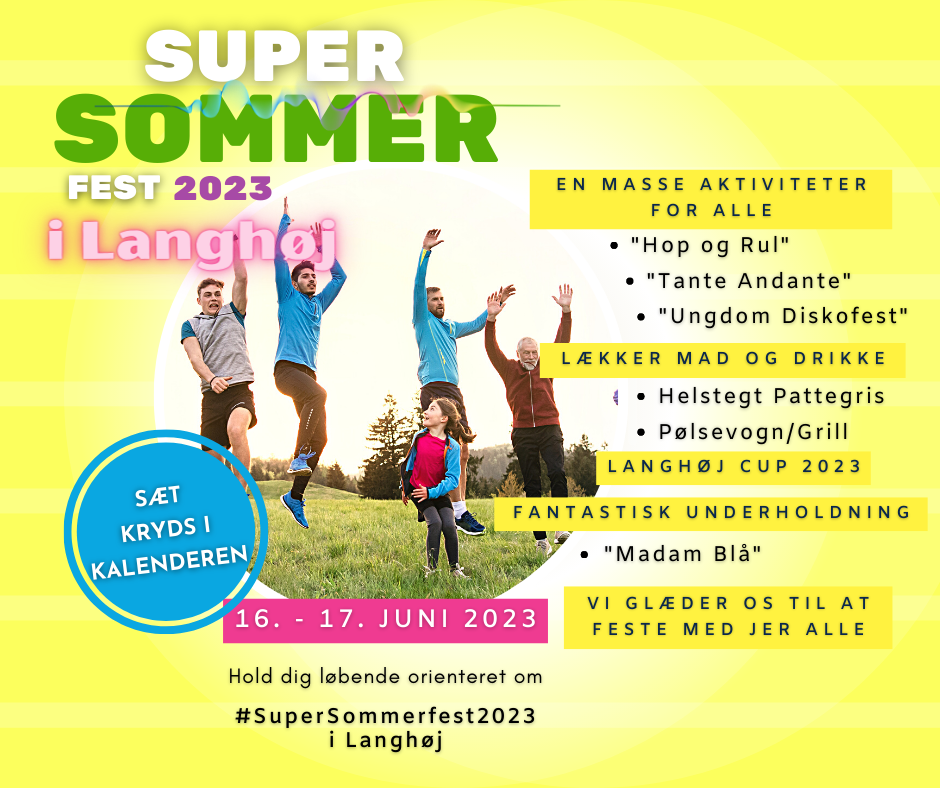 SUPER
SOMMER
FEST 2023
i Langhøj
EN MASSE AKTIVITETER
FOR ALLE
• "Hop og Rul"
• "Tante Andante"
• "Ungdom Diskofest"
LÆKKER MAD OG DRIKKE
• Helstegt Pattegris
• Pølsevogn/Grill
LANGHØJ CUP 2023
FANTASTISK UNDERHOLDNING
• "Madam Blå"
VI GLÆDER OS TIL AT
FESTE MED JER ALLE
SÆT
KRYDS I
KALENDEREN
16. - 17. JUNI 2023
Hold dig løbende orienteret om
#SuperSommerfest2023
i Langhøj